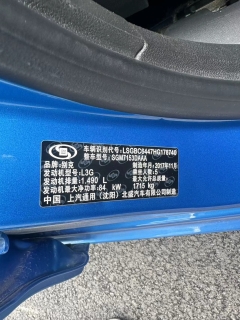 车辆识别代号: LSGBC5447HG176740
整车型号: SGM7153DAAA
品牌: 别克
制造年月: 2017年11月
发动机型号: L3G
乘坐人数: 5
发动机排量: 1.490 L
最大允许总质量:
发动机最大净功率: 84 kW
1715 kg
中国 上汽通用(沈阳)北盛汽车有限公司制造